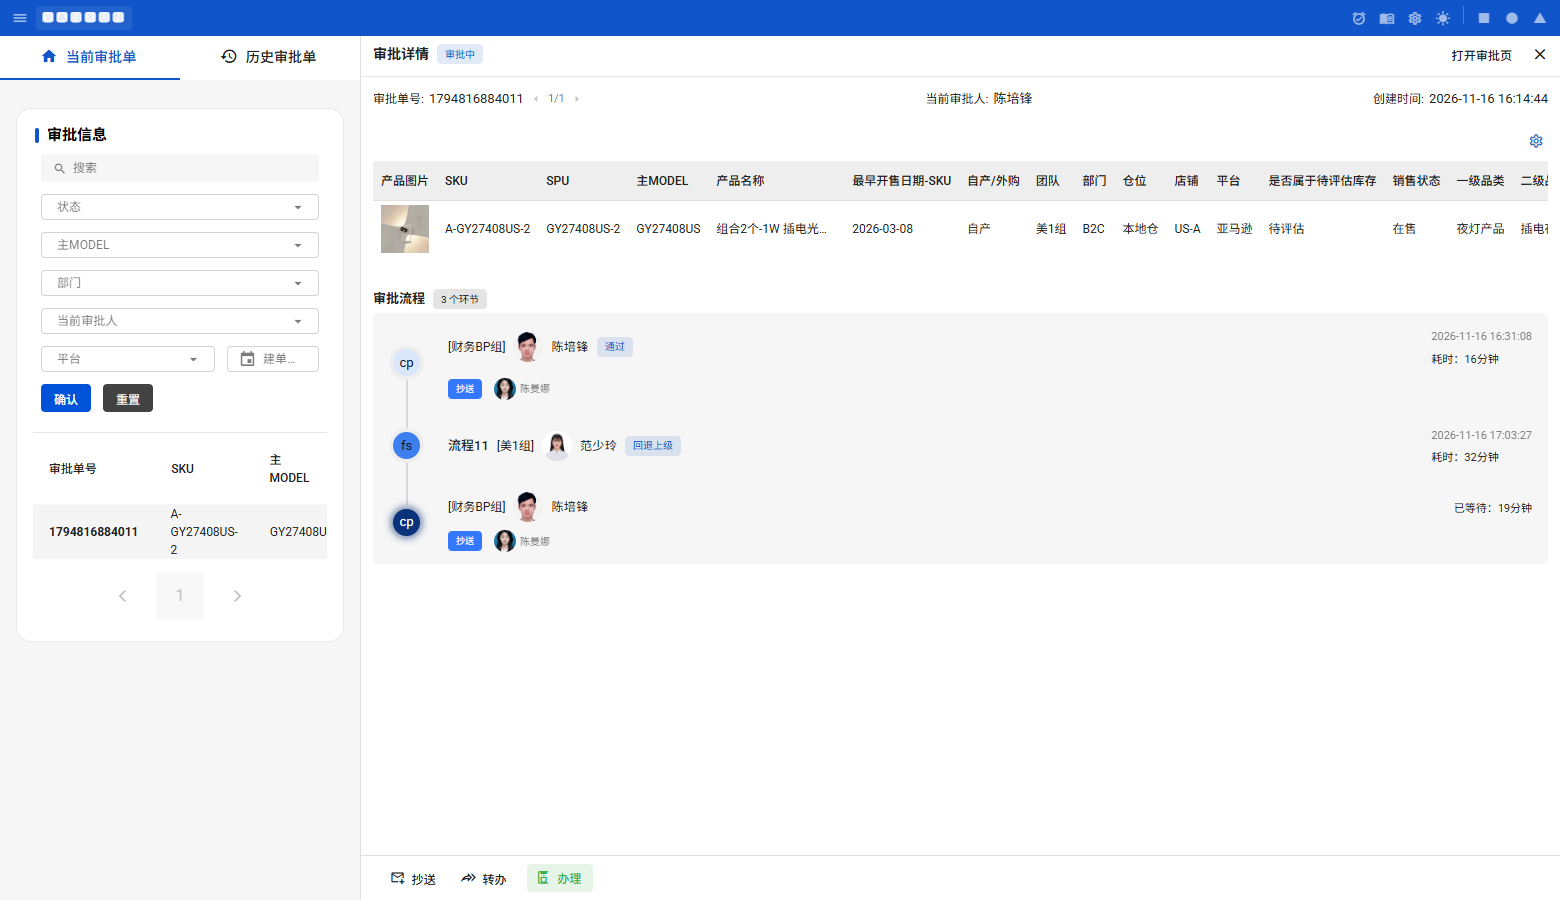 当前审批单
历史审批单
审批信息
搜索
状态
主MODEL
部门
当前审批人
平台
建单...
确认
重置
审批单号 SKU 主MODEL
1794816884011 A-GY27408US-2 GY27408U
1
审批详情 审批中
打开审批页
审批单号: 1794816884011 1/1
当前审批人: 陈培锋
创建时间: 2026-11-16 16:14:44
产品图片 SKU SPU 主MODEL 产品名称 最早开售日期-SKU 自产/外购 团队 部门 仓位 店铺 平台 是否属于待评估库存 销售状态 一级品类 二级
A-GY27408US-2 GY27408US-2 GY27408US 组合2个-1W 插电光... 2026-03-08 自产 美1组 B2C 本地仓 US-A 亚马逊 待评估 在售 夜灯产品 插电
审批流程 3 个环节
cp [财务BP组] 陈培锋 通过
2026-11-16 16:31:08
耗时：16分钟
抄送 陈曼娜
fs 流程11 [美1组] 范少玲 回退上级
2026-11-16 17:03:27
耗时：32分钟
cp [财务BP组] 陈培锋
已等待：19分钟
抄送 陈曼娜
抄送 转办 办理